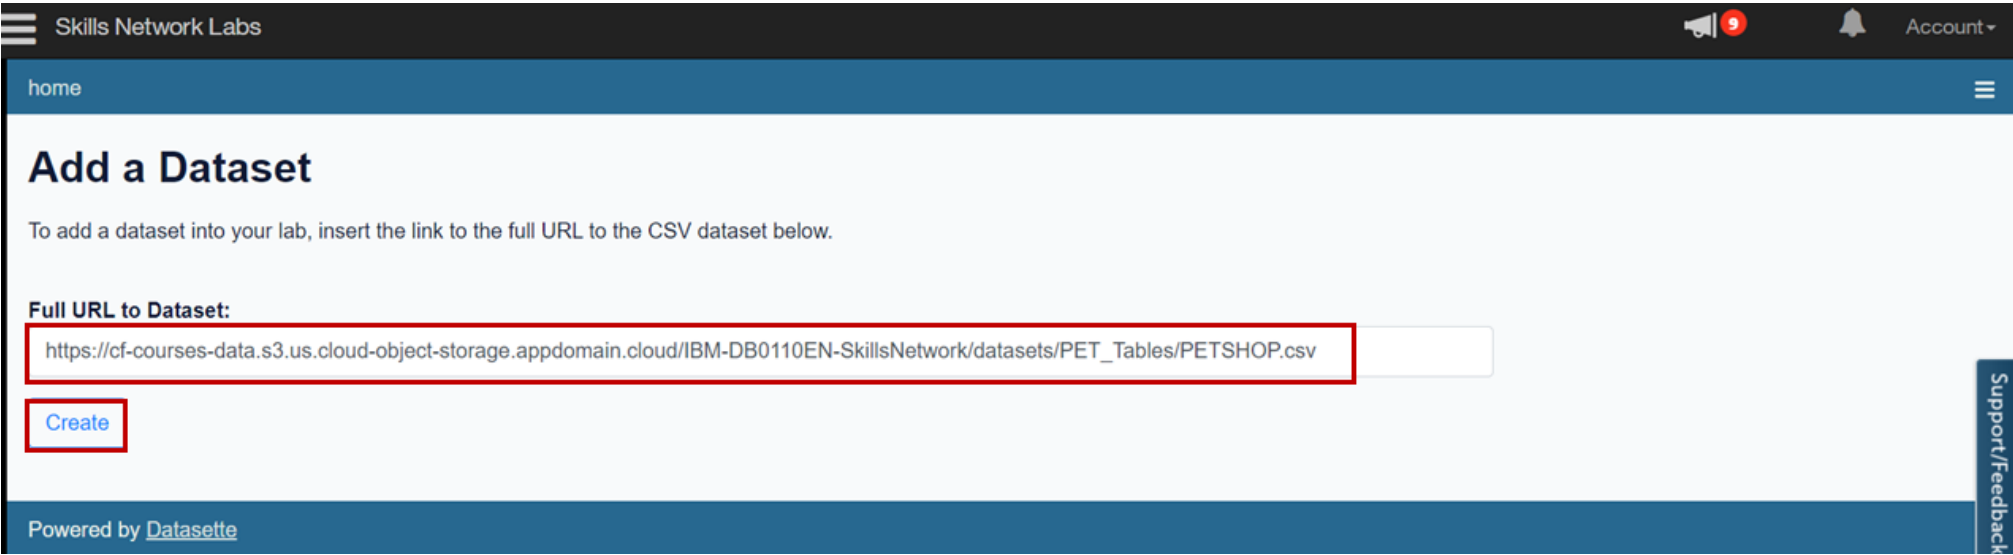 Skills Network Labs
9
Account
home
Add a Dataset
To add a dataset into your lab, insert the link to the full URL to the CSV dataset below.
Full URL to Dataset:
https://cf-courses-data.s3.us.cloud-object-storage.appdomain.cloud/IBM-DB0110EN-SkillsNetwork/datasets/PET_Tables/PETSHOP.csv
Create
Support/Feedback
Powered by Datasette